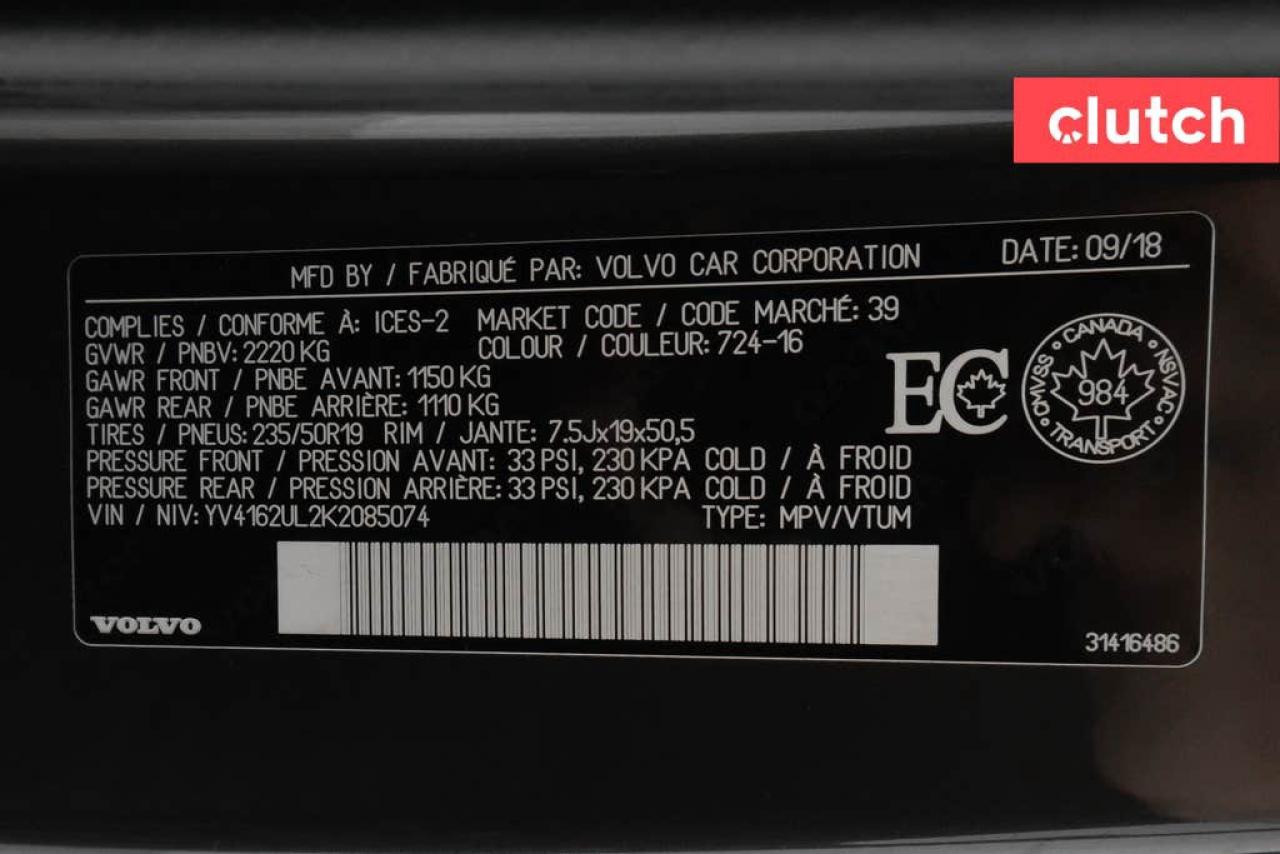 clutch
MFD BY / FABRIQUÉ PAR: VOLVO CAR CORPORATION DATE: 09/18
COMPLIES / CONFORME À: ICES-2 MARKET CODE / CODE MARCHÉ: 39
GVWR / PNBV: 2220 KG COLOUR / COULEUR: 724-16
GAWR FRONT / PNBE AVANT: 1150 KG
GAWR REAR / PNBE ARRIÈRE: 1110 KG
TIRES / PNEUS: 235/50R19 RIM / JANTE: 7.5Jx19x50,5
PRESSURE FRONT / PRESSION AVANT: 33 PSI, 230 KPA COLD / À FROID
PRESSURE REAR / PRESSION ARRIÈRE: 33 PSI, 230 KPA COLD / À FROID
VIN / NIV: YV4162UL2K2085074 TYPE: MPV/VTUM
EC
CANADA
CMVSS 984 NSVAC
TRANSPORT
VOLVO
31416486